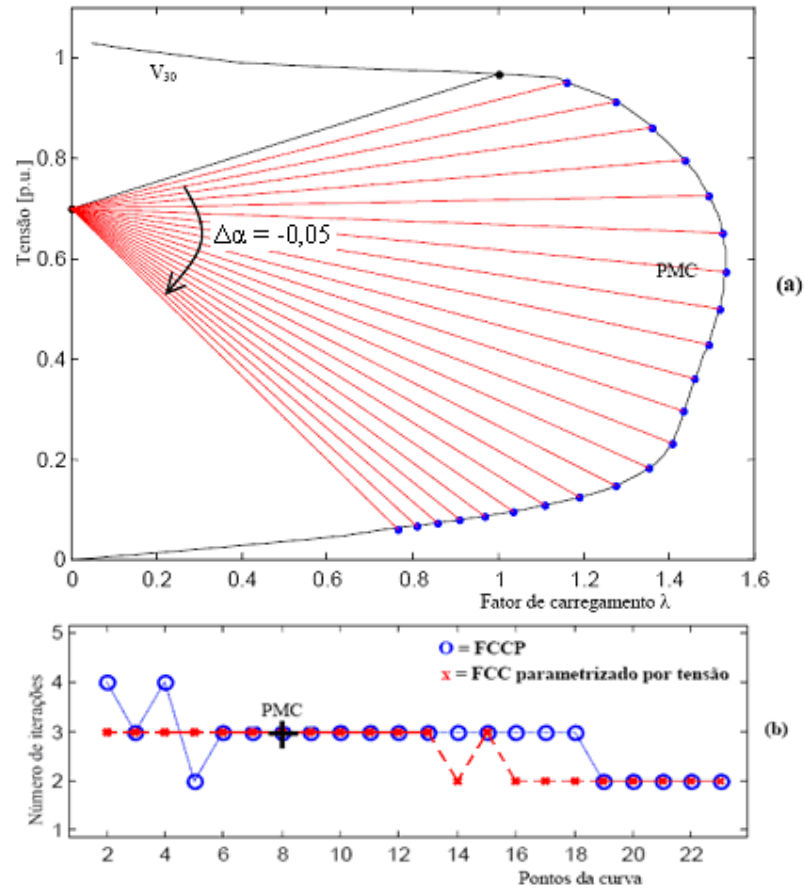 1
V₃₀
0.8
Tensão [p.u.]
0.6
Δα = -0,05
PMC
(a)
0.4
0.2
0
0 0.2 0.4 0.6 0.8 1 1.2 1.4 1.6
Fator de carregamento λ
5
O = FCCP
4
x = FCC parametrizado por tensão
PMC
Número de iterações
3
(b)
2
1
2 4 6 8 10 12 14 16 18 20 22
Pontos da curva